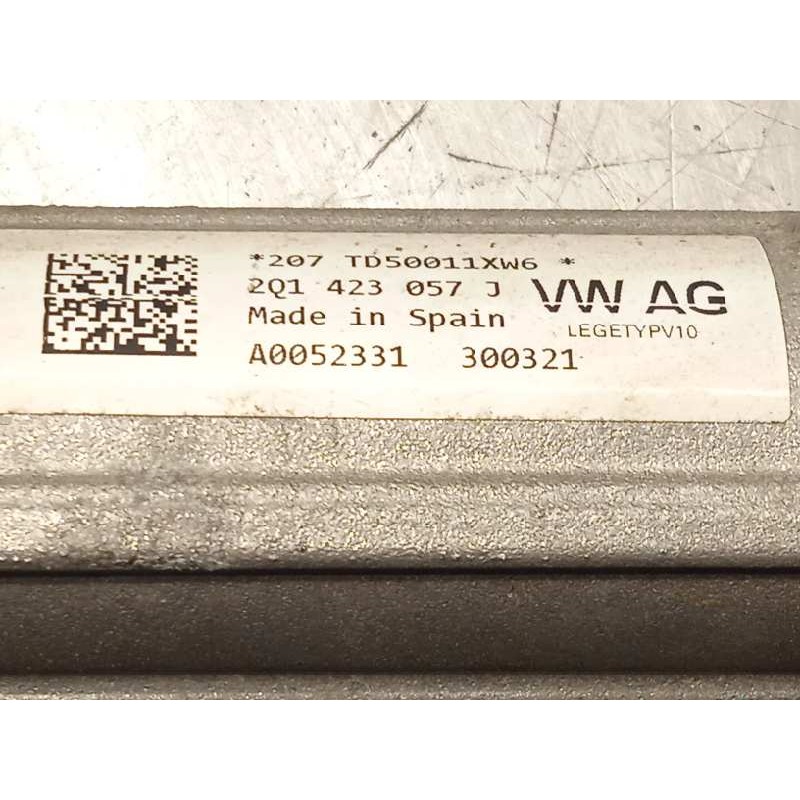 *207 TD50011XW6 *
2Q1 423 057 J
VW AG
Made in Spain
LEGETYPV10
A0052331 300321